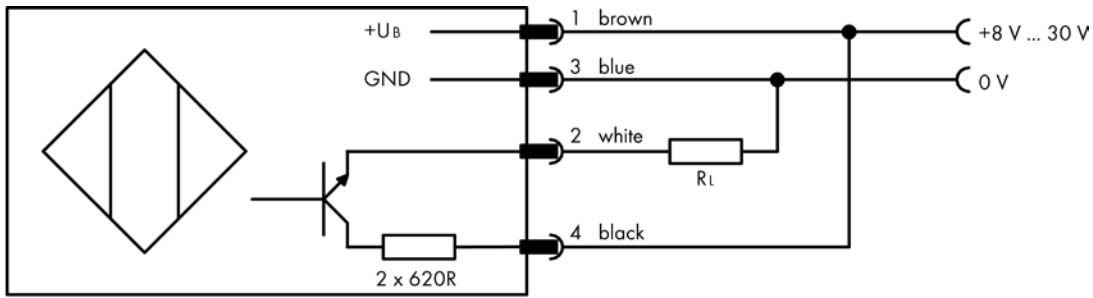 +UB 1 brown +8 V ... 30 V
GND 3 blue 0 V
2 white
RL
4 black
2 x 620R